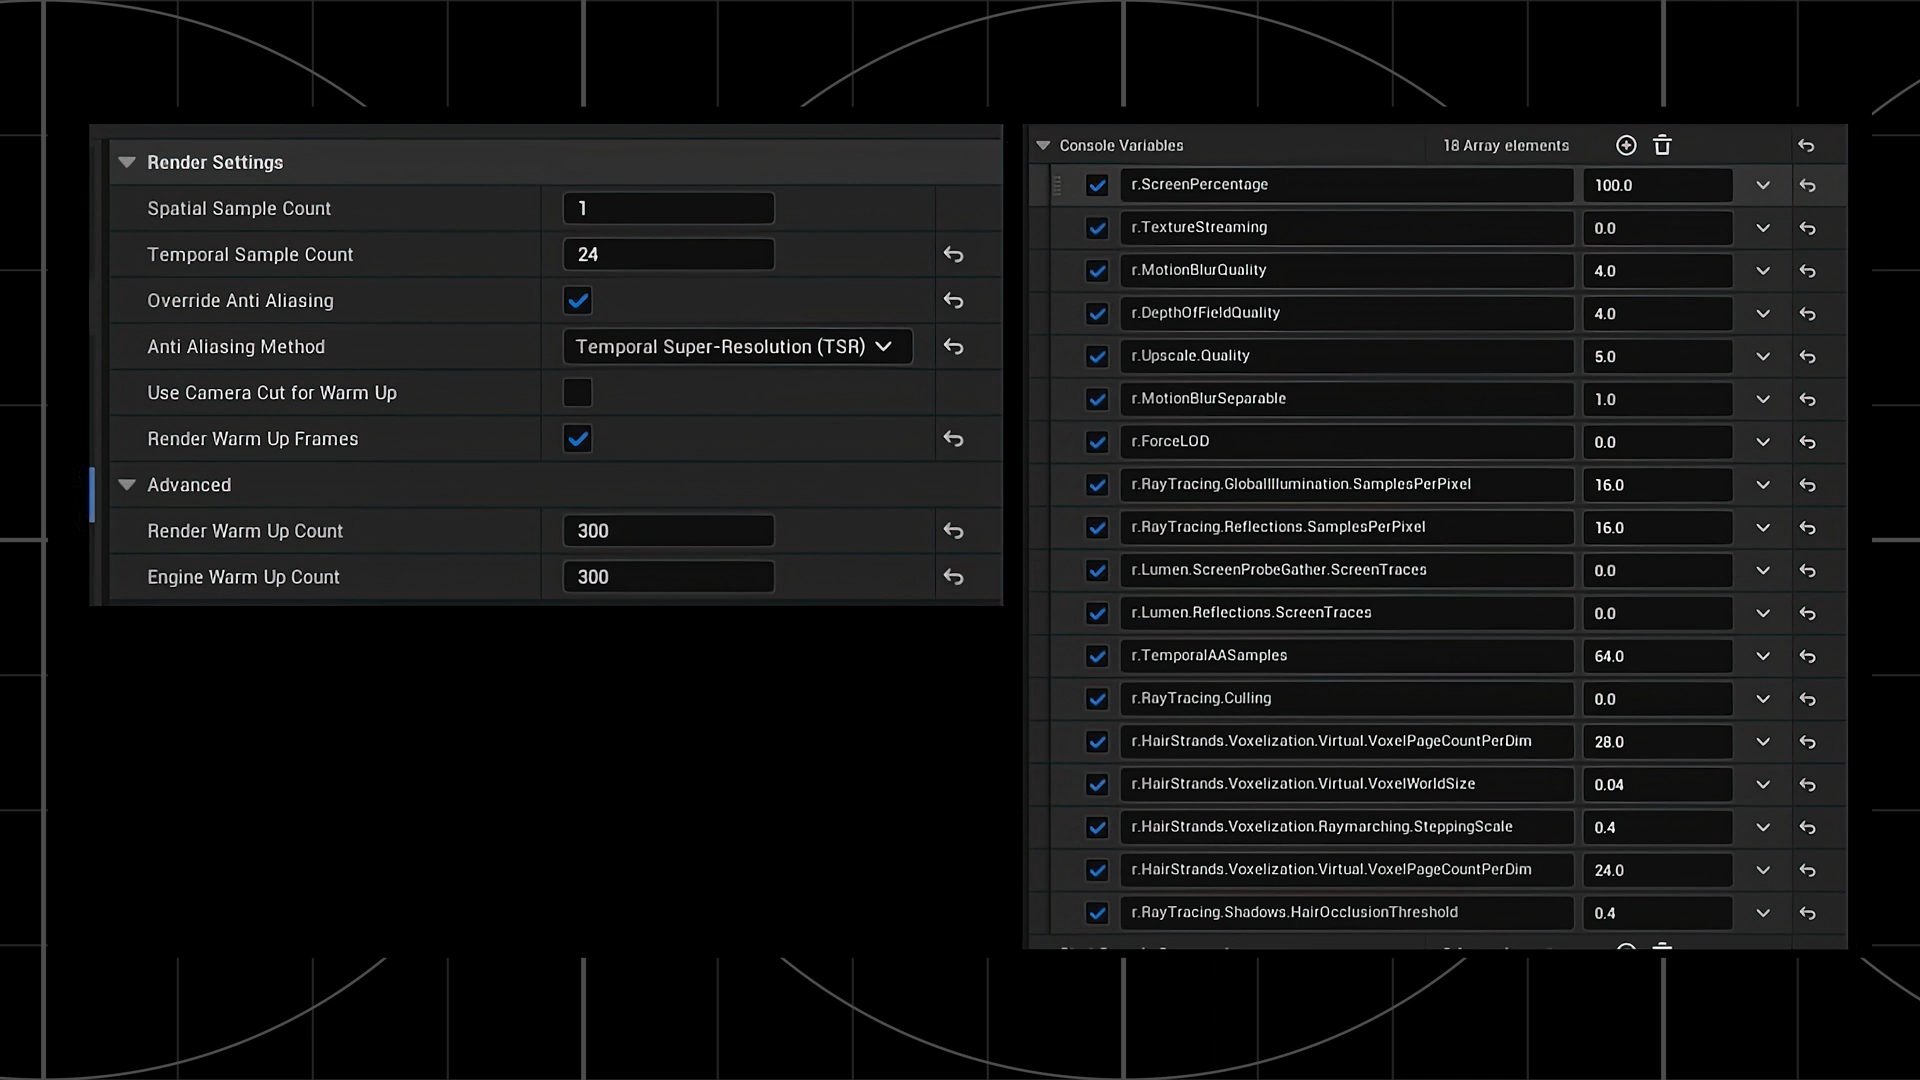 Render Settings
Spatial Sample Count 1
Temporal Sample Count 24
Override Anti Aliasing
Anti Aliasing Method Temporal Super-Resolution (TSR)
Use Camera Cut for Warm Up
Render Warm Up Frames
Advanced
Render Warm Up Count 300
Engine Warm Up Count 300
Console Variables 18 Array elements
r.ScreenPercentage 100.0
r.TextureStreaming 0.0
r.MotionBlurQuality 4.0
r.DepthOfFieldQuality 4.0
r.Upscale.Quality 5.0
r.MotionBlurSeparable 1.0
r.ForceLOD 0.0
r.RayTracing.GlobalIllumination.SamplesPerPixel 16.0
r.RayTracing.Reflections.SamplesPerPixel 16.0
r.Lumen.ScreenProbeGather.ScreenTraces 0.0
r.Lumen.Reflections.ScreenTraces 0.0
r.TemporalAASamples 64.0
r.RayTracing.Culling 0.0
r.HairStrands.Voxelization.Virtual.VoxelPageCountPerDim 28.0
r.HairStrands.Voxelization.Virtual.VoxelWorldSize 0.04
r.HairStrands.Voxelization.Raymarching.SteppingScale 0.4
r.HairStrands.Voxelization.Virtual.VoxelPageCountPerDim 24.0
r.RayTracing.Shadows.HairOcclusionThreshold 0.4